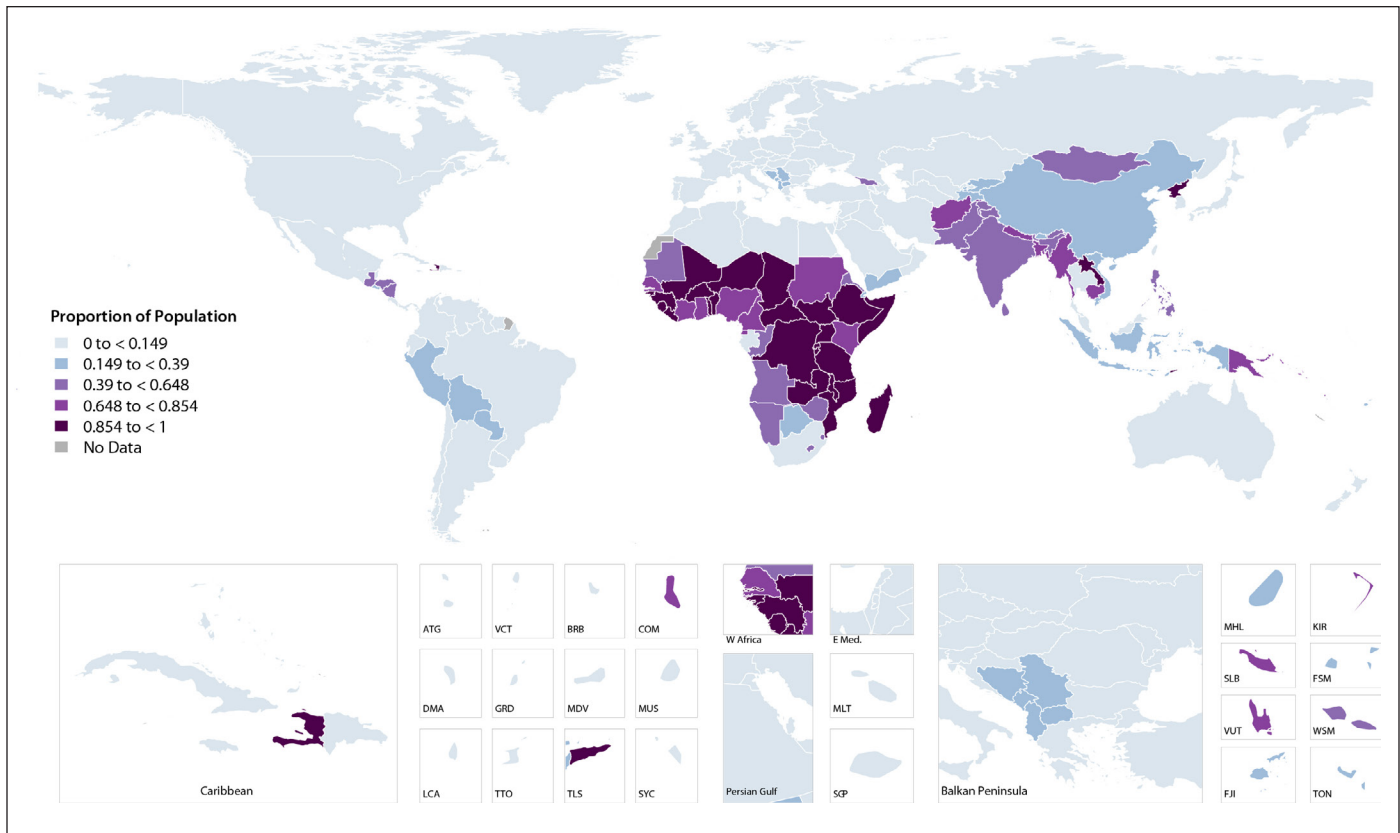 Proportion of Population
0 to < 0.149
0.149 to < 0.39
0.39 to < 0.648
0.648 to < 0.854
0.854 to < 1
No Data
Caribbean
ATG
VCT
BRB
COM
DMA
GRD
MDV
MUS
LCA
TTO
TLS
SYC
W Africa
E Med.
Persian Gulf
MLT
SGP
Balkan Peninsula
MHL
KIR
SLB
FSM
VUT
WSM
FJI
TON